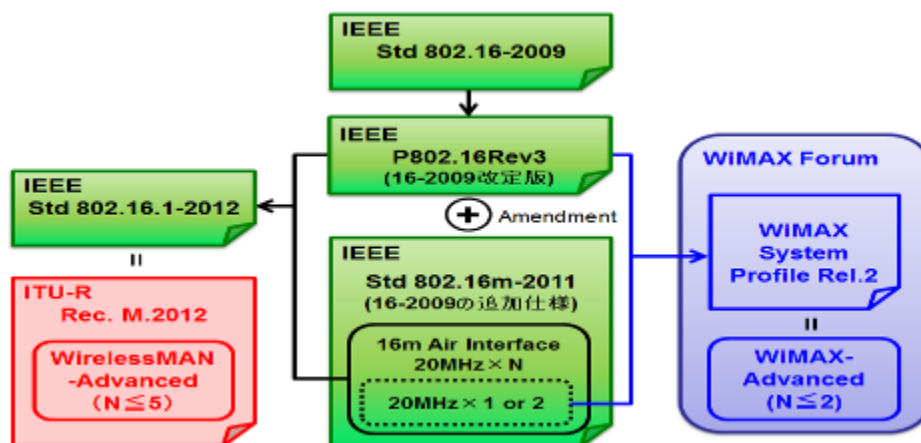 IEEE
Std 802.16-2009
IEEE
P802.16Rev3
(16-2009改定版)
Amendment
IEEE
Std 802.16.1-2012
=
ITU-R
Rec. M.2012
WirelessMAN
-Advanced
(N≦5)
IEEE
Std 802.16m-2011
(16-2009の追加仕様)
16m Air Interface
20MHz×N
20MHz×1 or 2
WiMAX Forum
WiMAX
System
Profile Rel.2
=
WiMAX-
Advanced
(N≦2)